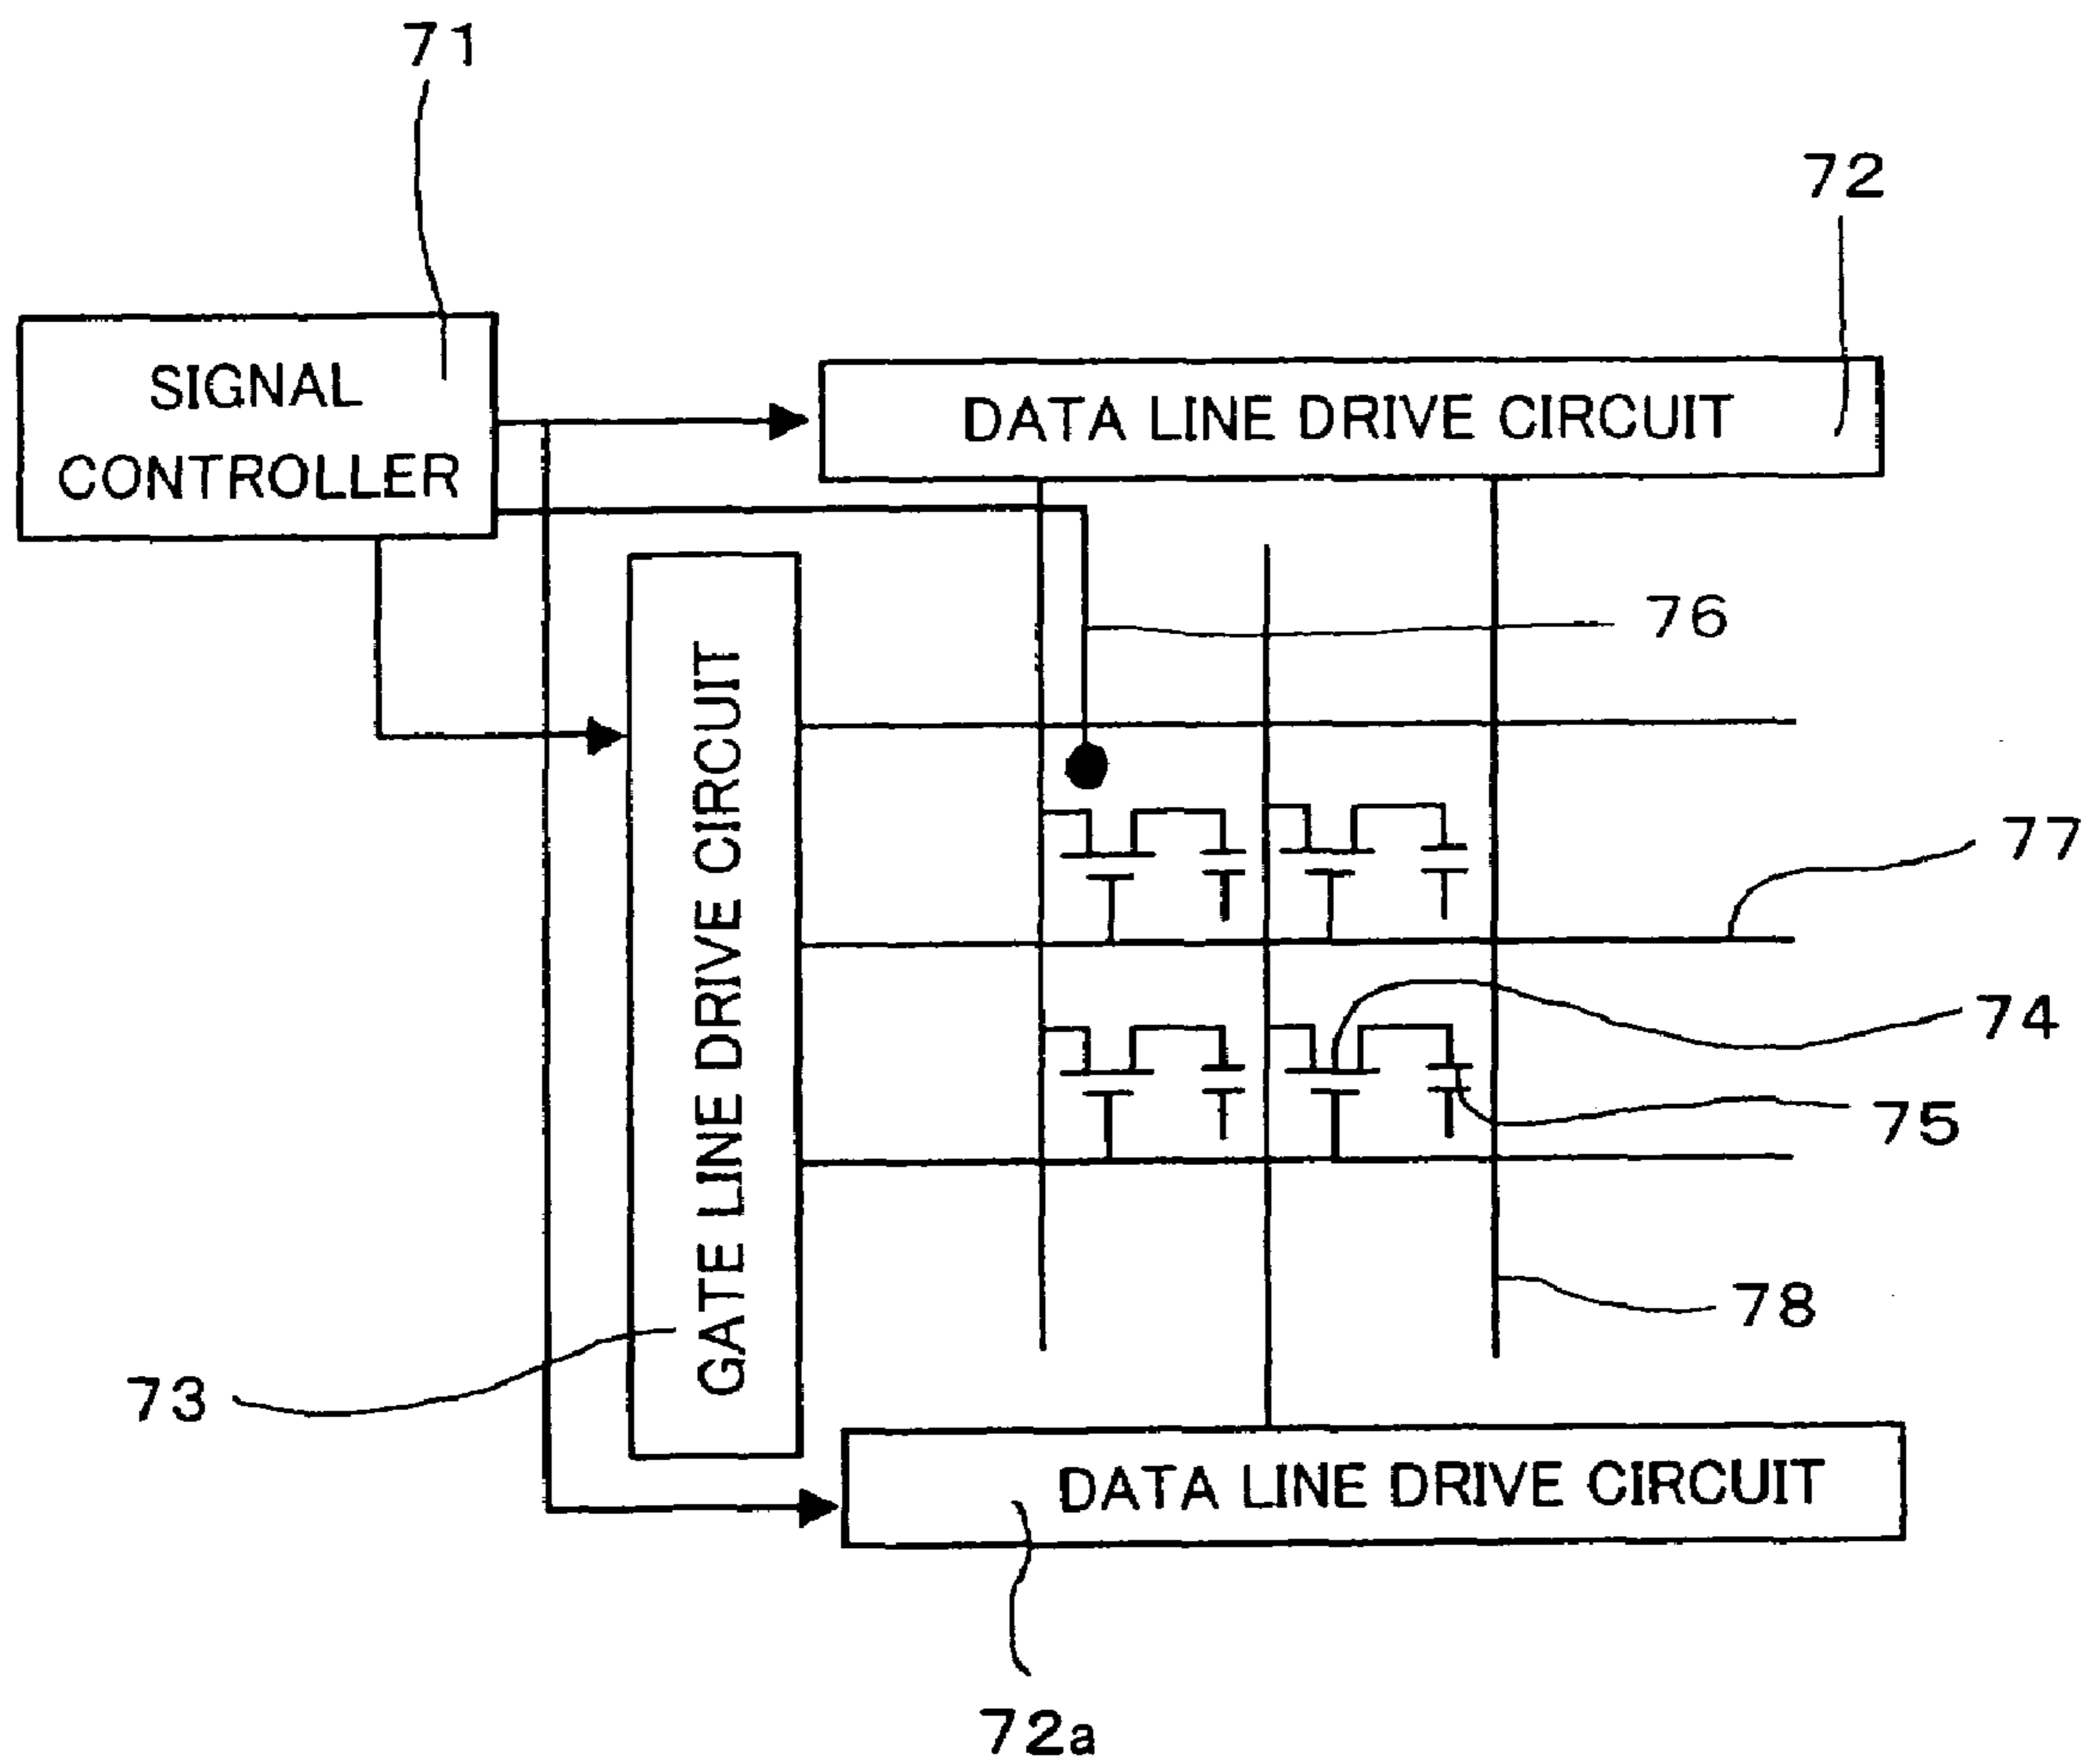 71
72
SIGNAL
CONTROLLER
DATA LINE DRIVE CIRCUIT
76
GATE LINE DRIVE CIRCUIT
77
74
75
78
73
DATA LINE DRIVE CIRCUIT
72a